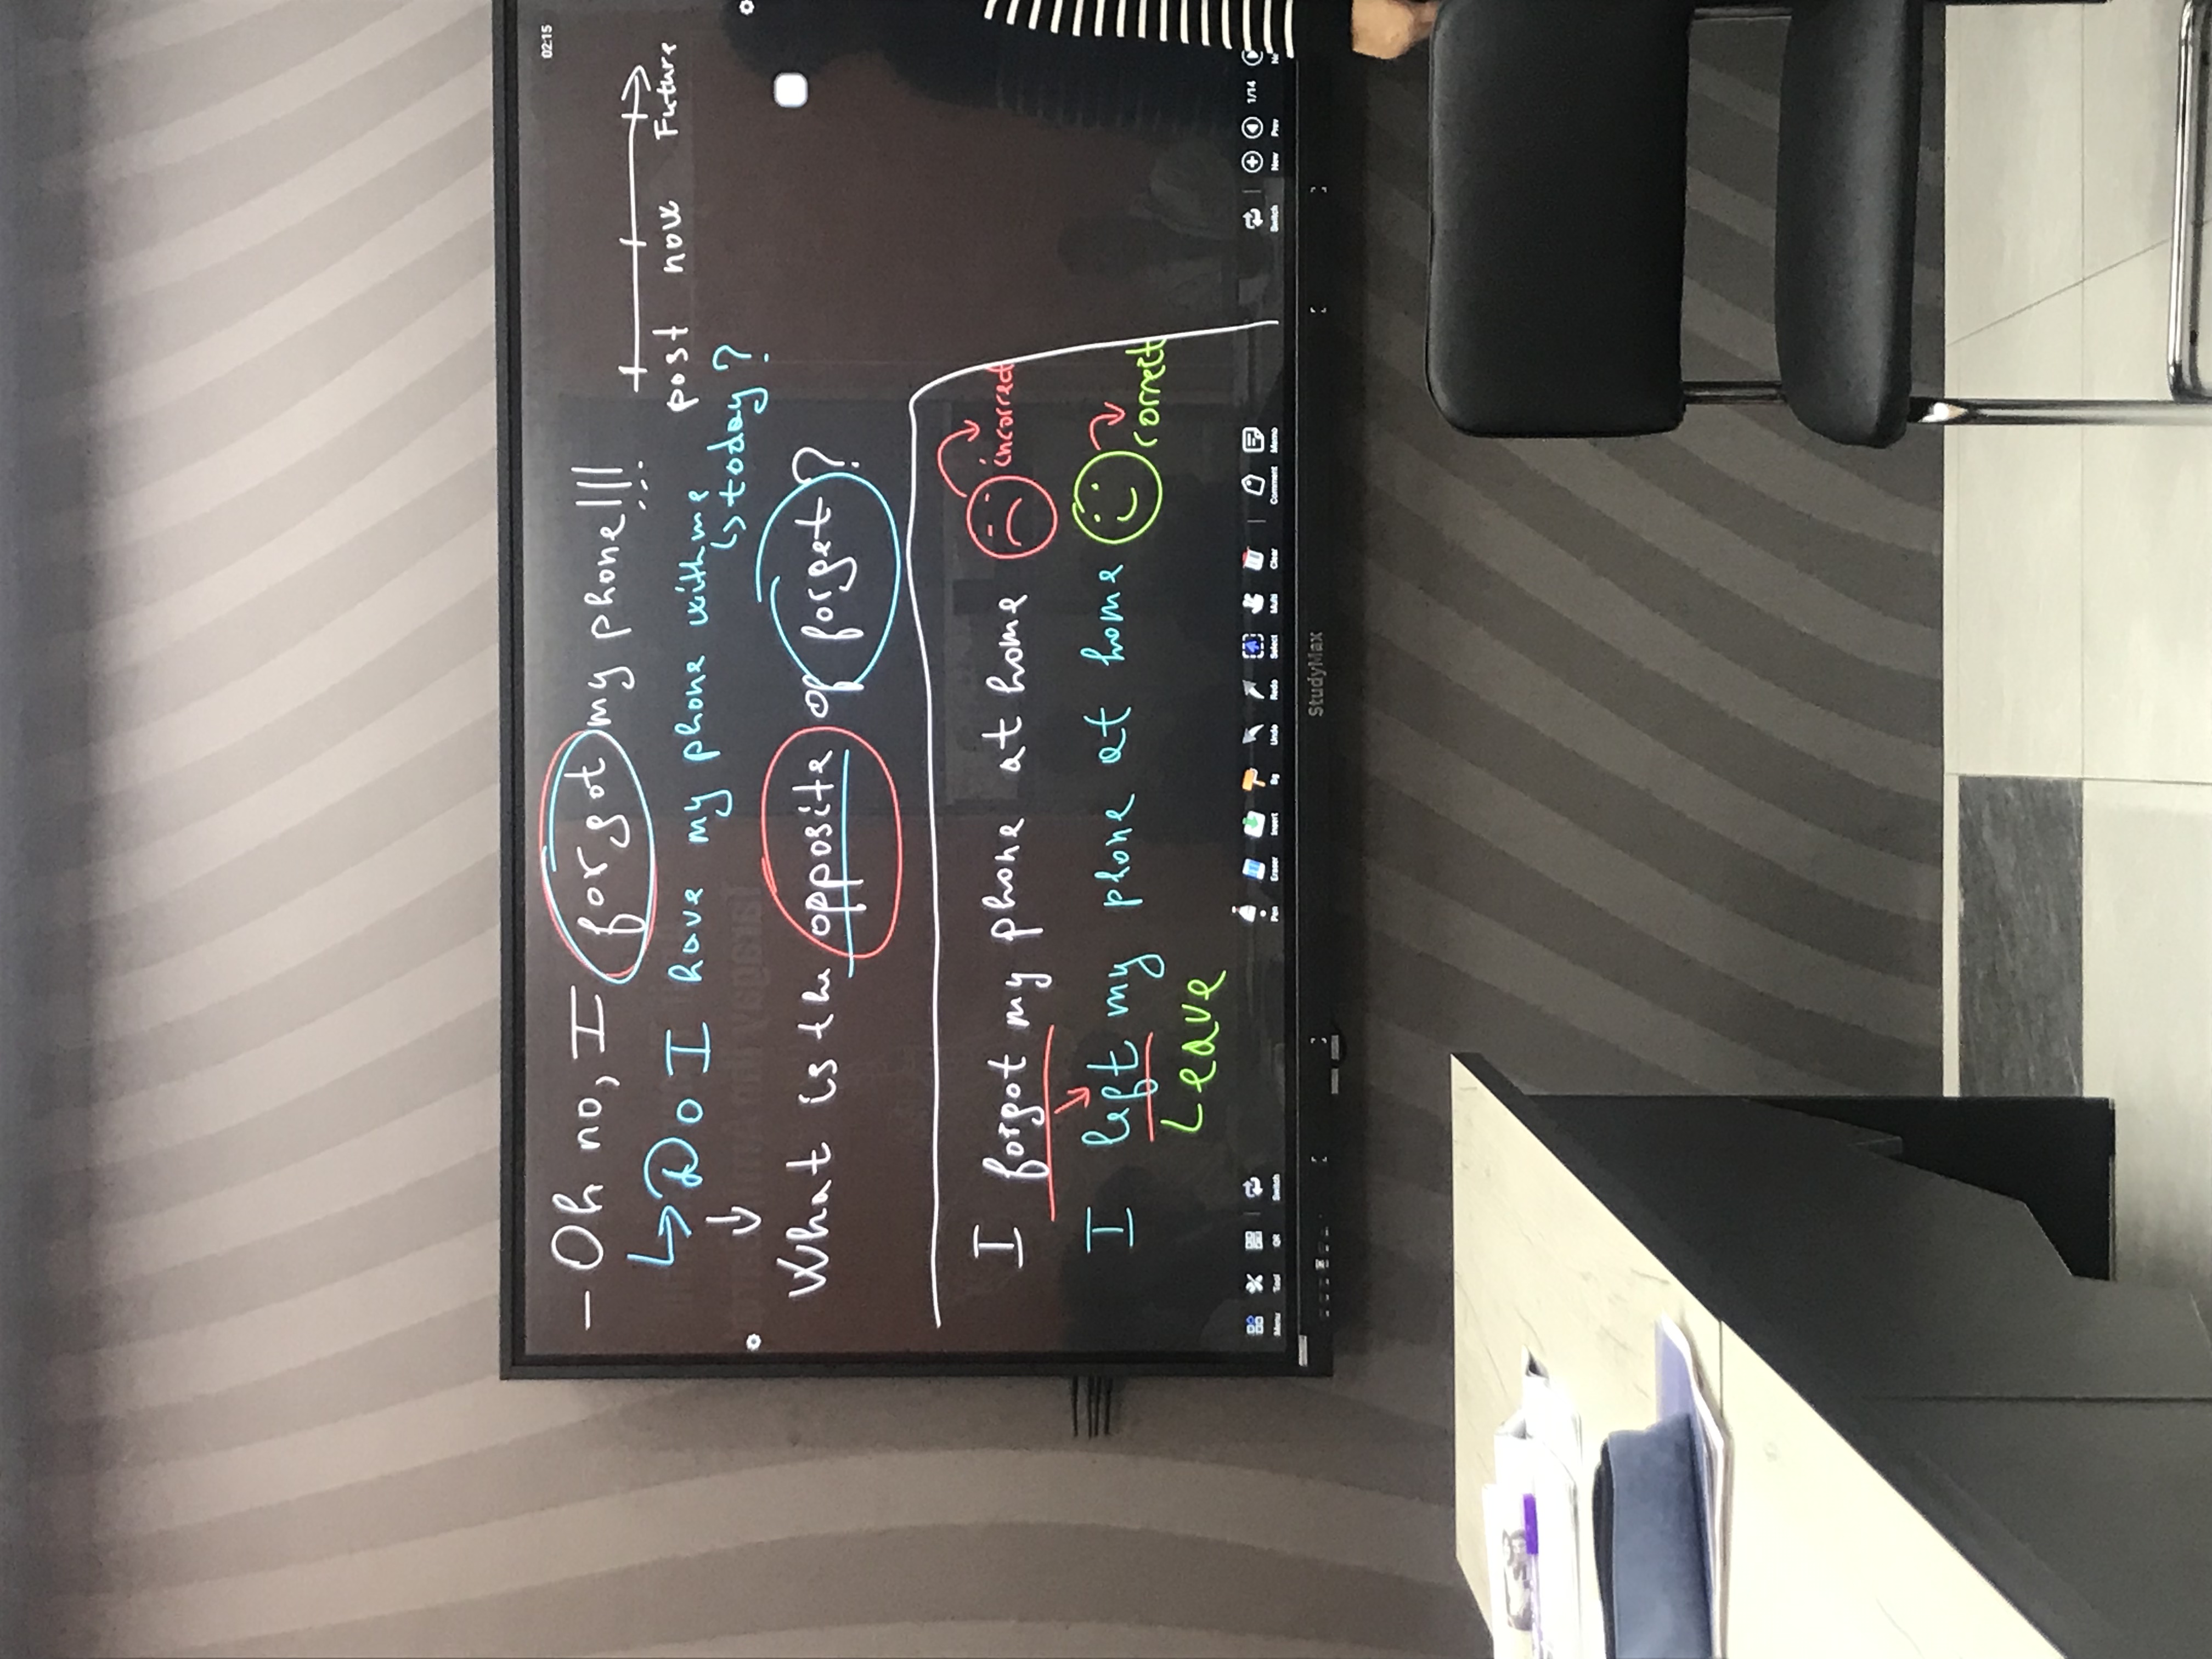 02:15
– Oh no, I forgot my phone!!!
↳ Do I have my phone with me
↳ today?
past now Future
What is the opposite of forget?
I forgot my phone at home incorrect
I left my phone at home correct
Leave
Menu Tool QR Switch Pen Eraser Insert Bg Undo Redo Select Multi Clear Comment Memo Switch New Prev 1/14
StudyMax